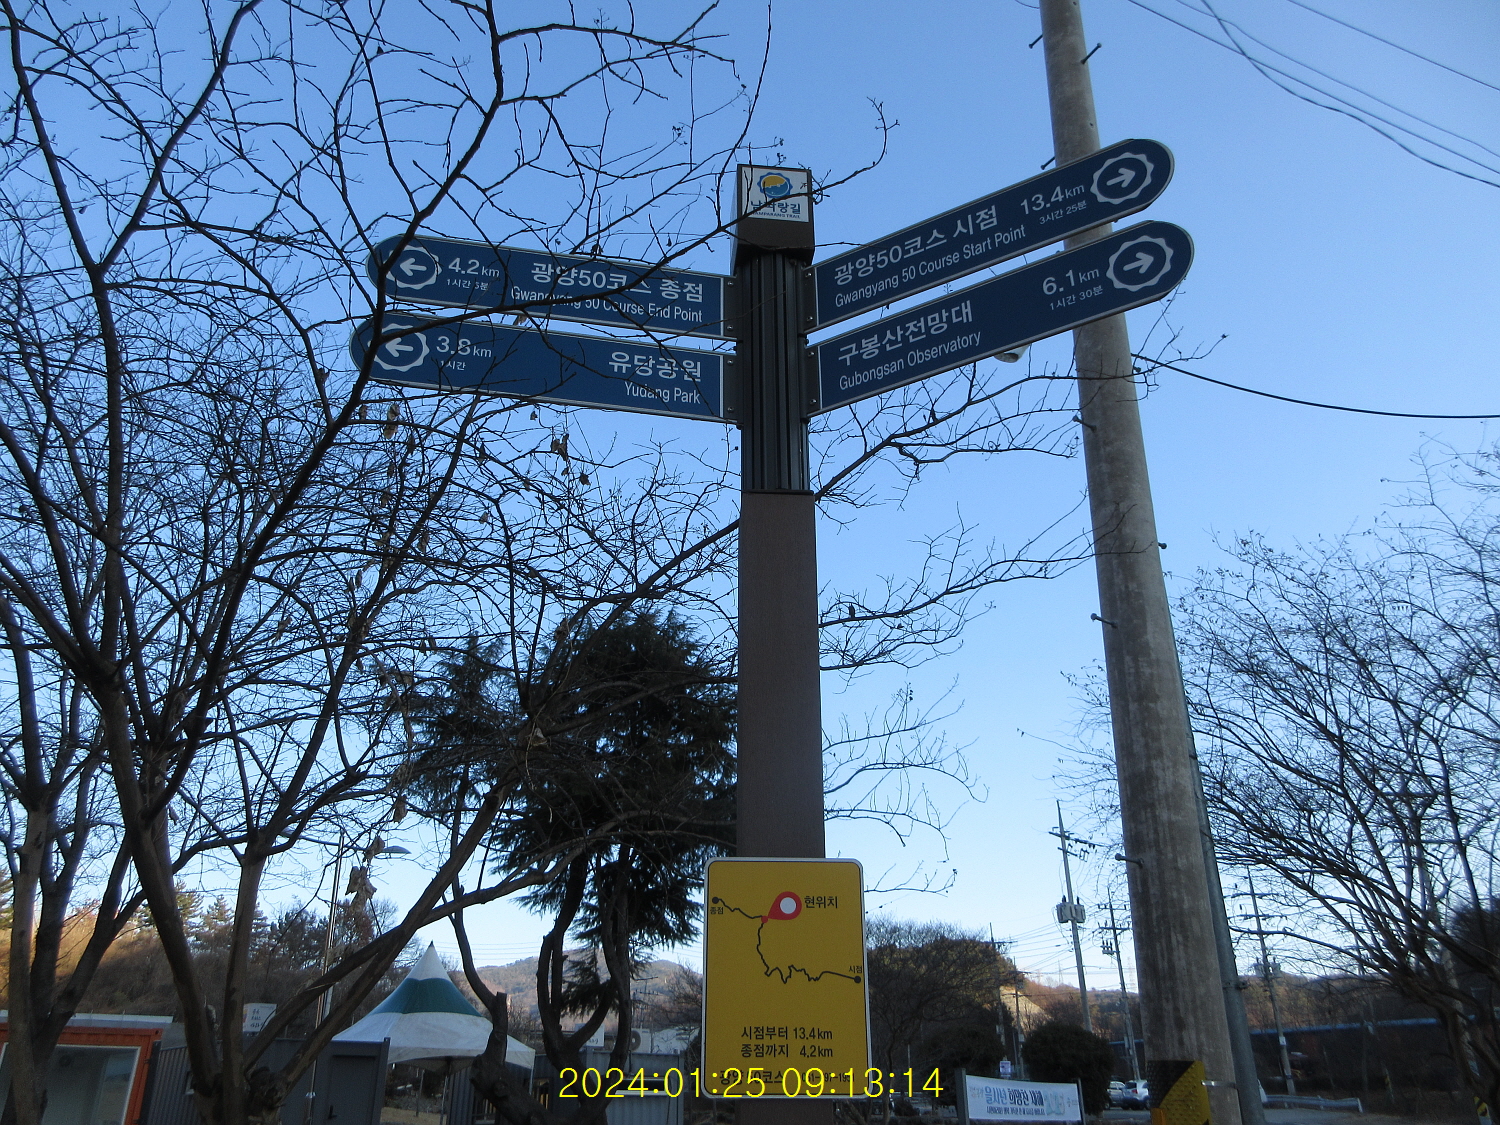 남파랑길
NAMPARANG TRAIL
4.2km
1시간 5분
광양50코스 종점
Gwangyang 50 Course End Point
3.8km
1시간
유당공원
Yudang Park
광양50코스 시점
Gwangyang 50 Course Start Point
13.4km
3시간 25분
구봉산전망대
Gubongsan Observatory
6.1km
1시간 30분
현위치
종점
시점
시점부터 13.4km
종점까지 4.2km
2024:01:25 09:13:14